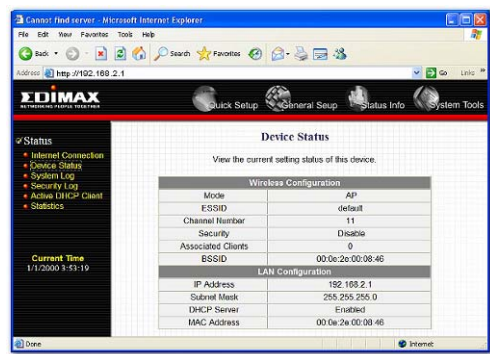 Cannot find server - Microsoft Internet Explorer
File Edit View Favorites Tools Help
Back Search Favorites
Address http://192.168.2.1 Go Links »
EDIMAX
NETWORKING PEOPLE TOGETHER
Quick Setup General Seup Status Info System Tools
Status
Internet Connection
Device Status
System Log
Security Log
Active DHCP Client
Statistics
Current Time
1/1/2000 3:53:19
Device Status
View the current setting status of this device.
Wireless Configuration
Mode AP
ESSID default
Channel Number 11
Security Disable
Associated Clients 0
BSSID 00:0e:2e:00:08:46
LAN Configuration
IP Address 192.168.2.1
Subnet Mask 255.255.255.0
DHCP Server Enabled
MAC Address 00:0e:2e:00:08:46
Done Internet